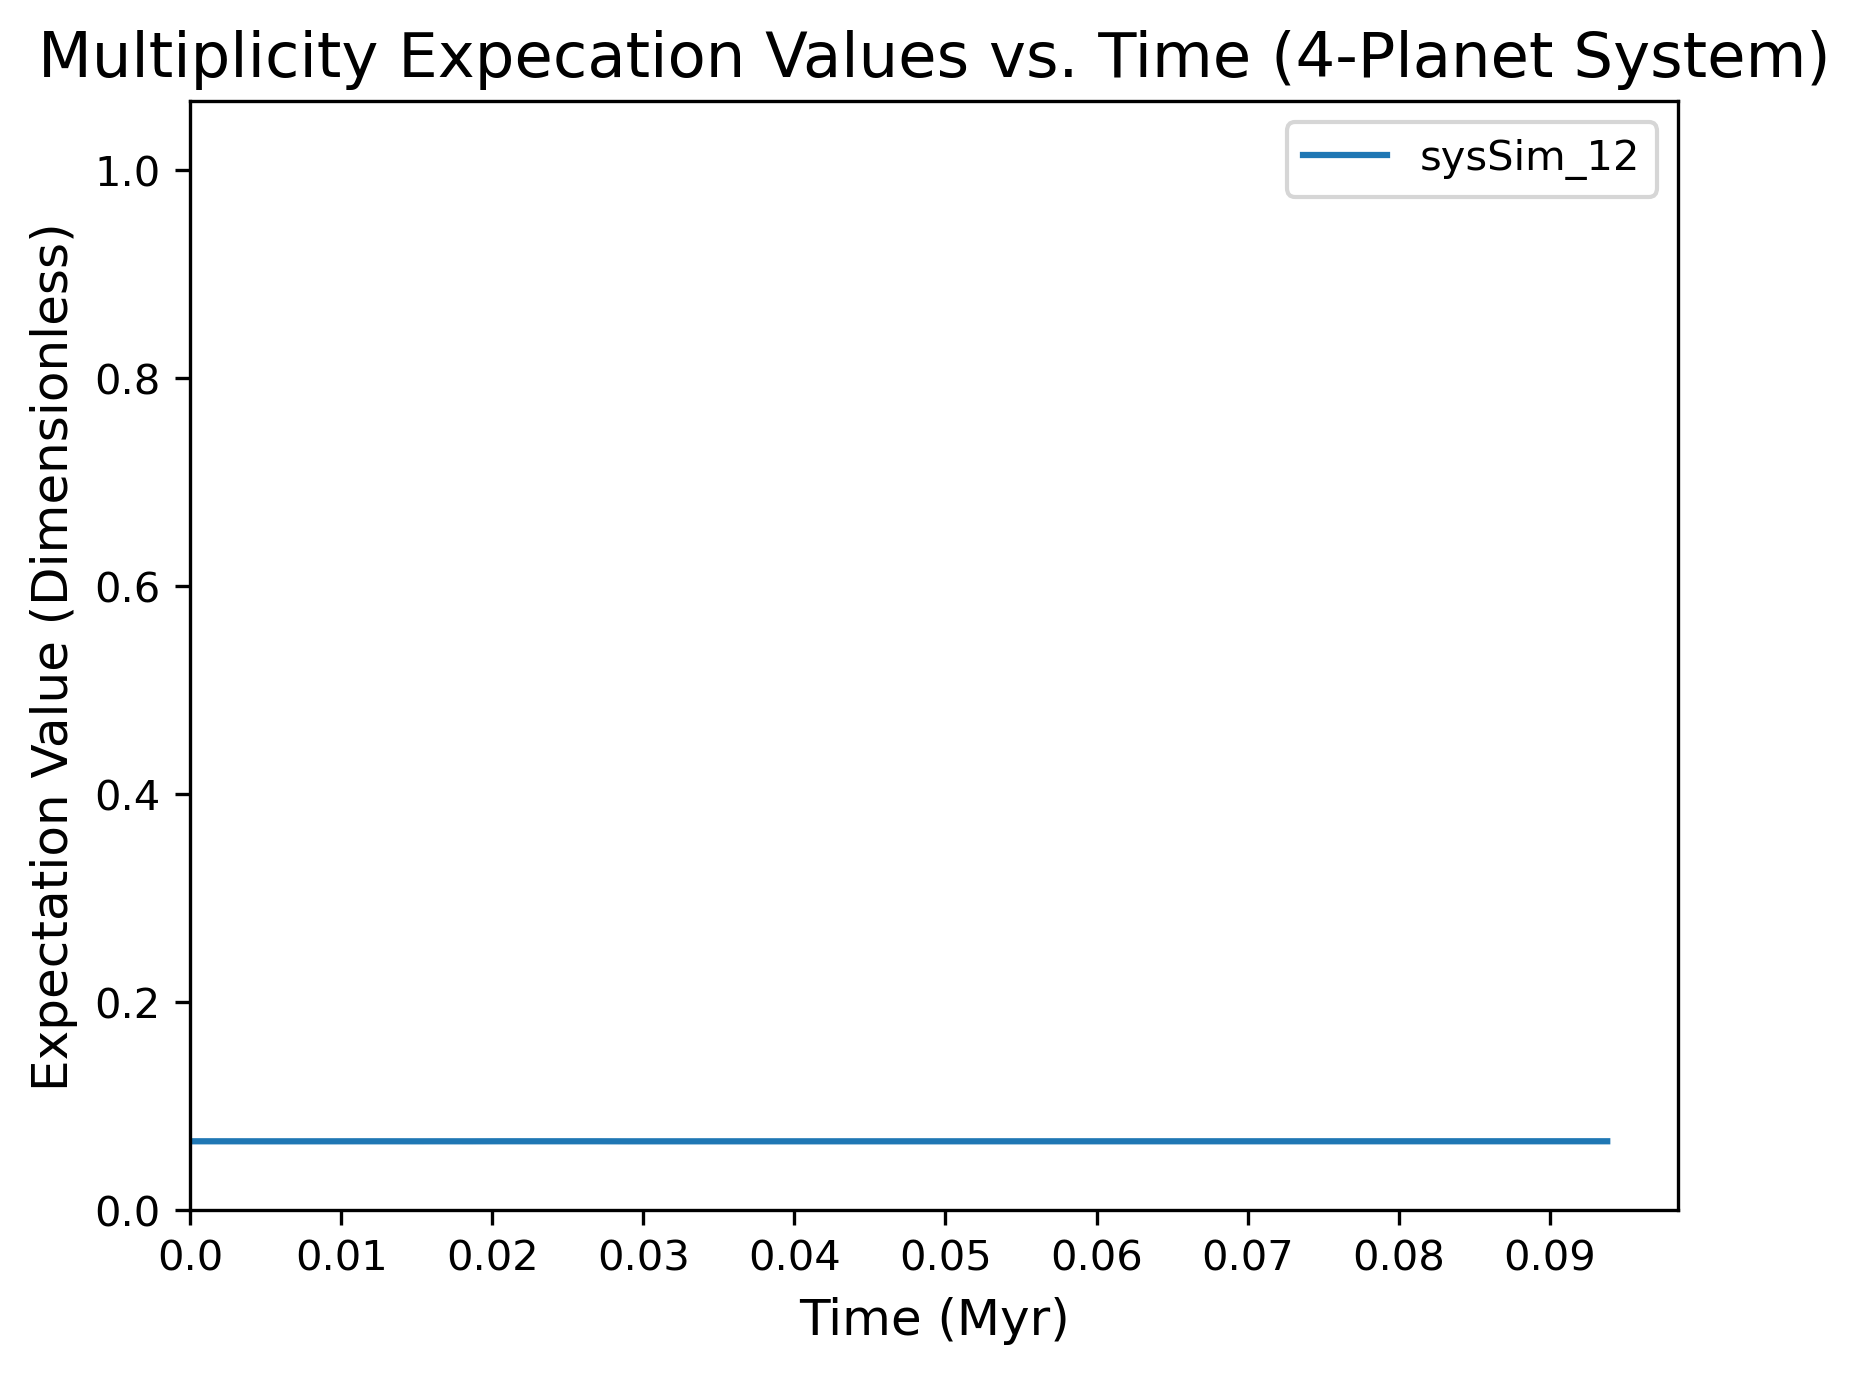 Multiplicity Expecation Values vs. Time (4-Planet System)
sysSim_12
Expectation Value (Dimensionless)
1.0
0.8
0.6
0.4
0.2
0.0
0.0 0.01 0.02 0.03 0.04 0.05 0.06 0.07 0.08 0.09
Time (Myr)